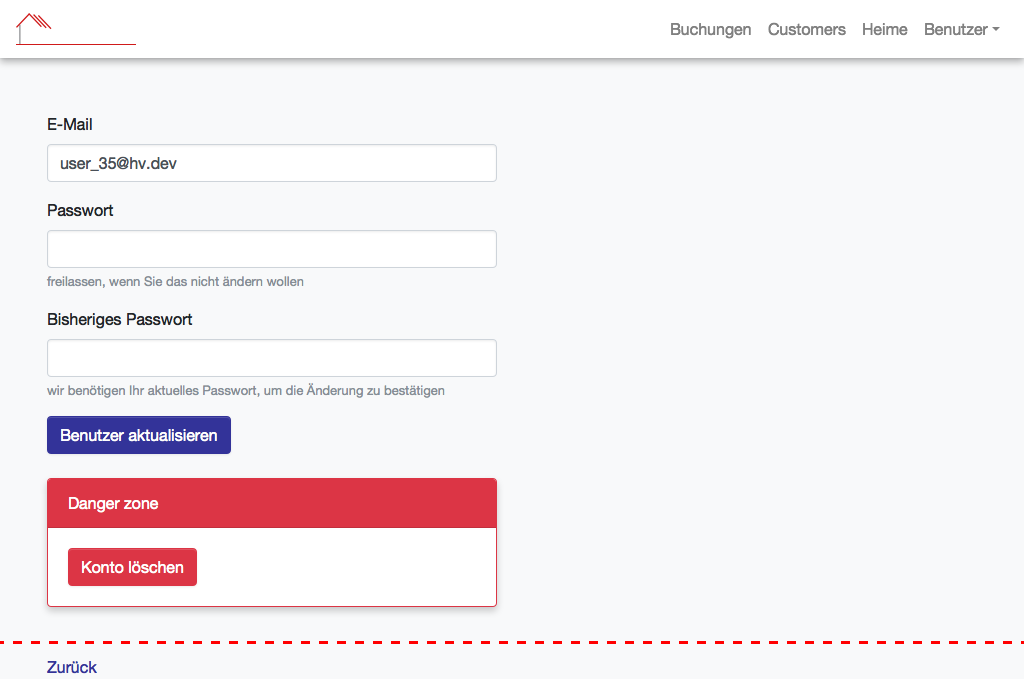 Buchungen Customers Heime Benutzer
E-Mail
user_35@hv.dev
Passwort
freilassen, wenn Sie das nicht ändern wollen
Bisheriges Passwort
wir benötigen Ihr aktuelles Passwort, um die Änderung zu bestätigen
Benutzer aktualisieren
Danger zone
Konto löschen
Zurück